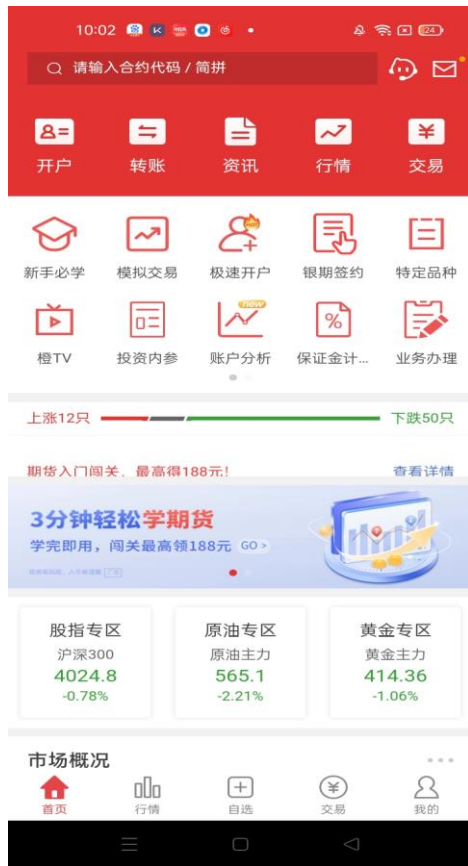 10:02
24
请输入合约代码 / 简拼
开户 转账 资讯 行情 交易
新手必学 模拟交易 极速开户 银期签约 特定品种
new
橙TV 投资内参 账户分析 保证金计... 业务办理
上涨12只 下跌50只
期货入门闯关，最高得188元! 查看详情
3分钟轻松学期货
学完即用，闯关最高领188元 GO >
股指专区 原油专区 黄金专区
沪深300 原油主力 黄金主力
4024.8 565.1 414.36
-0.78% -2.21% -1.06%
市场概况
首页 行情 自选 交易 我的